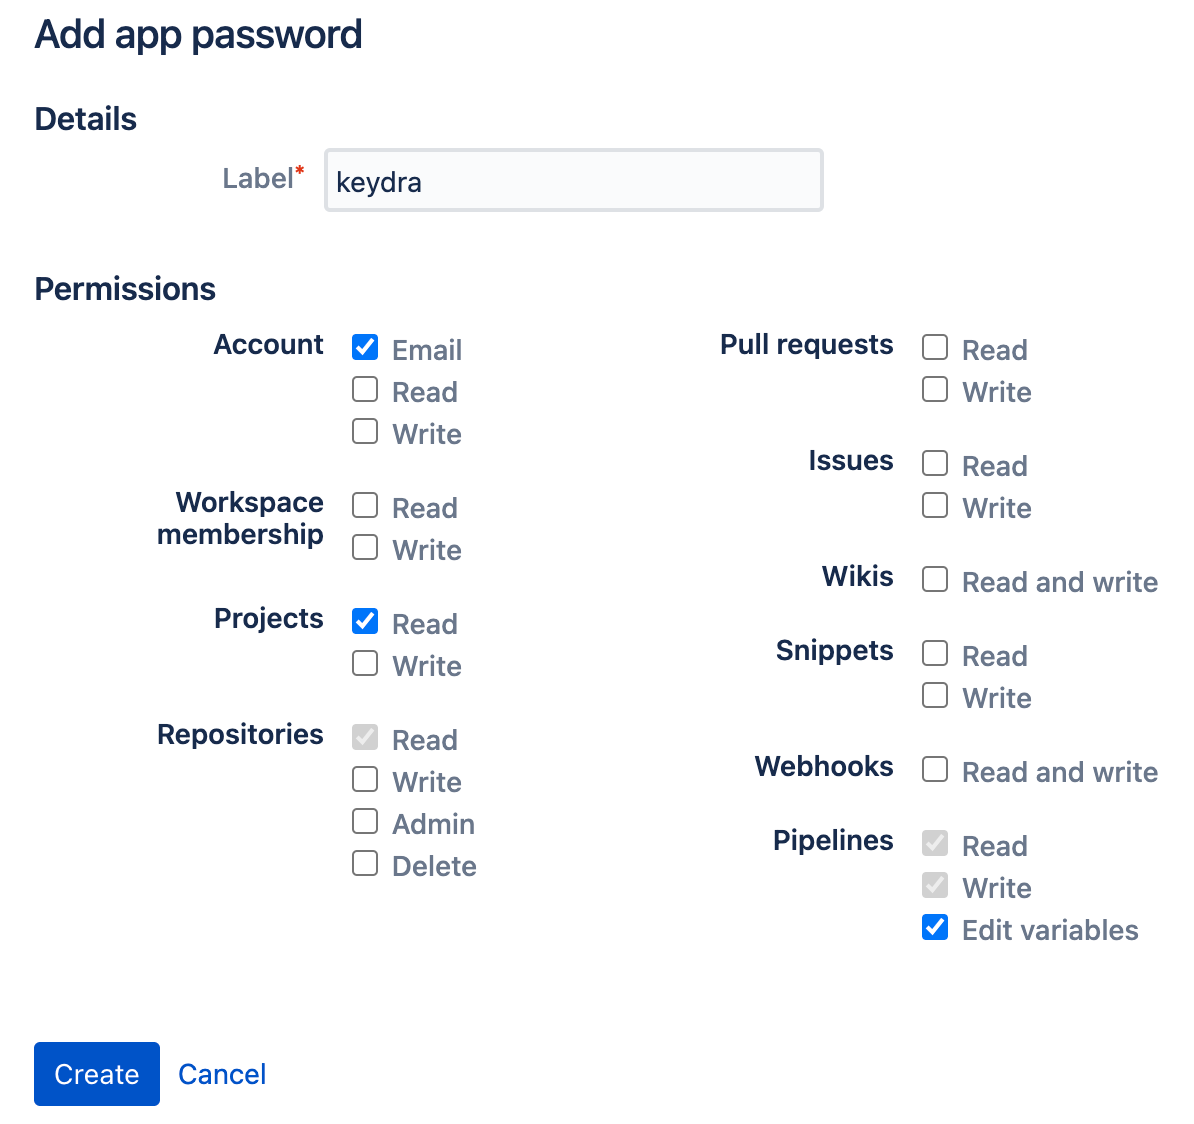 Add app password
Details
Label*
keydra
Permissions
Account
Email
Read
Write
Workspace
membership
Read
Write
Projects
Read
Write
Repositories
Read
Write
Admin
Delete
Pull requests
Read
Write
Issues
Read
Write
Wikis
Read and write
Snippets
Read
Write
Webhooks
Read and write
Pipelines
Read
Write
Edit variables
Create
Cancel